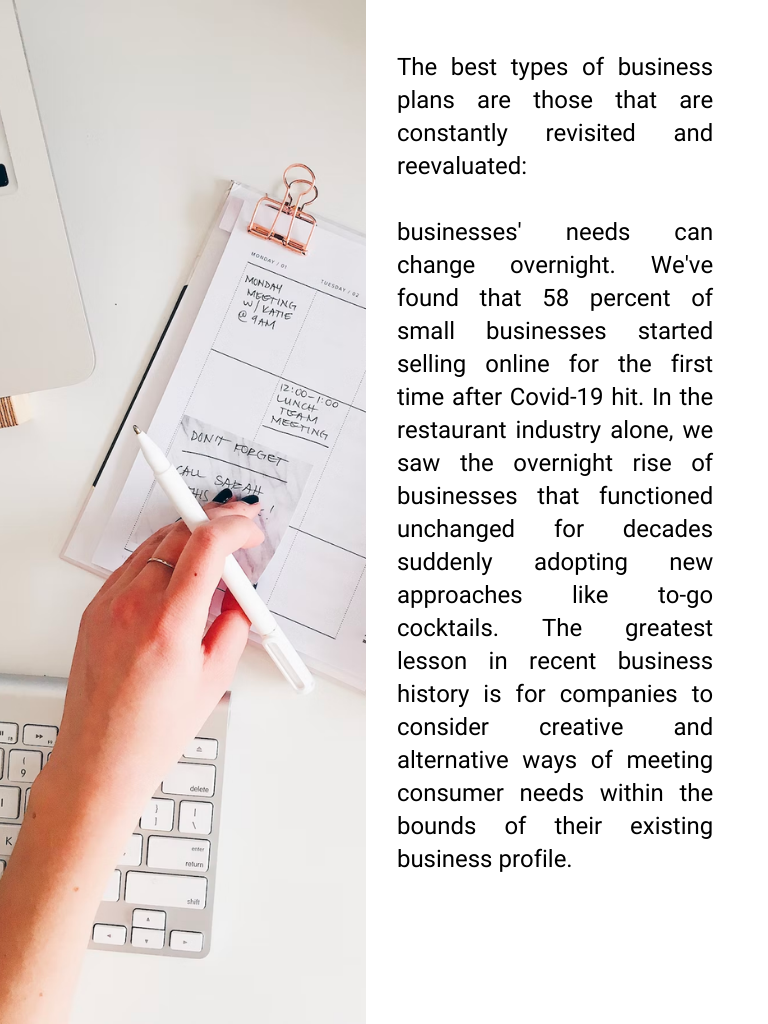 MONDAY / 01
TUESDAY / 02
MONDAY
MEETING
W/ KATIE
@ 9AM
12:00-1:00
LUNCH
TEAM
MEETING
DON'T FORGET
CALL SARAH
9
K
delete
enter
return
shift
The best types of business
plans are those that are
constantly revisited and
reevaluated:
businesses' needs can
change overnight. We've
found that 58 percent of
small businesses started
selling online for the first
time after Covid-19 hit. In the
restaurant industry alone, we
saw the overnight rise of
businesses that functioned
unchanged for decades
suddenly adopting new
approaches like to-go
cocktails. The greatest
lesson in recent business
history is for companies to
consider creative and
alternative ways of meeting
consumer needs within the
bounds of their existing
business profile.